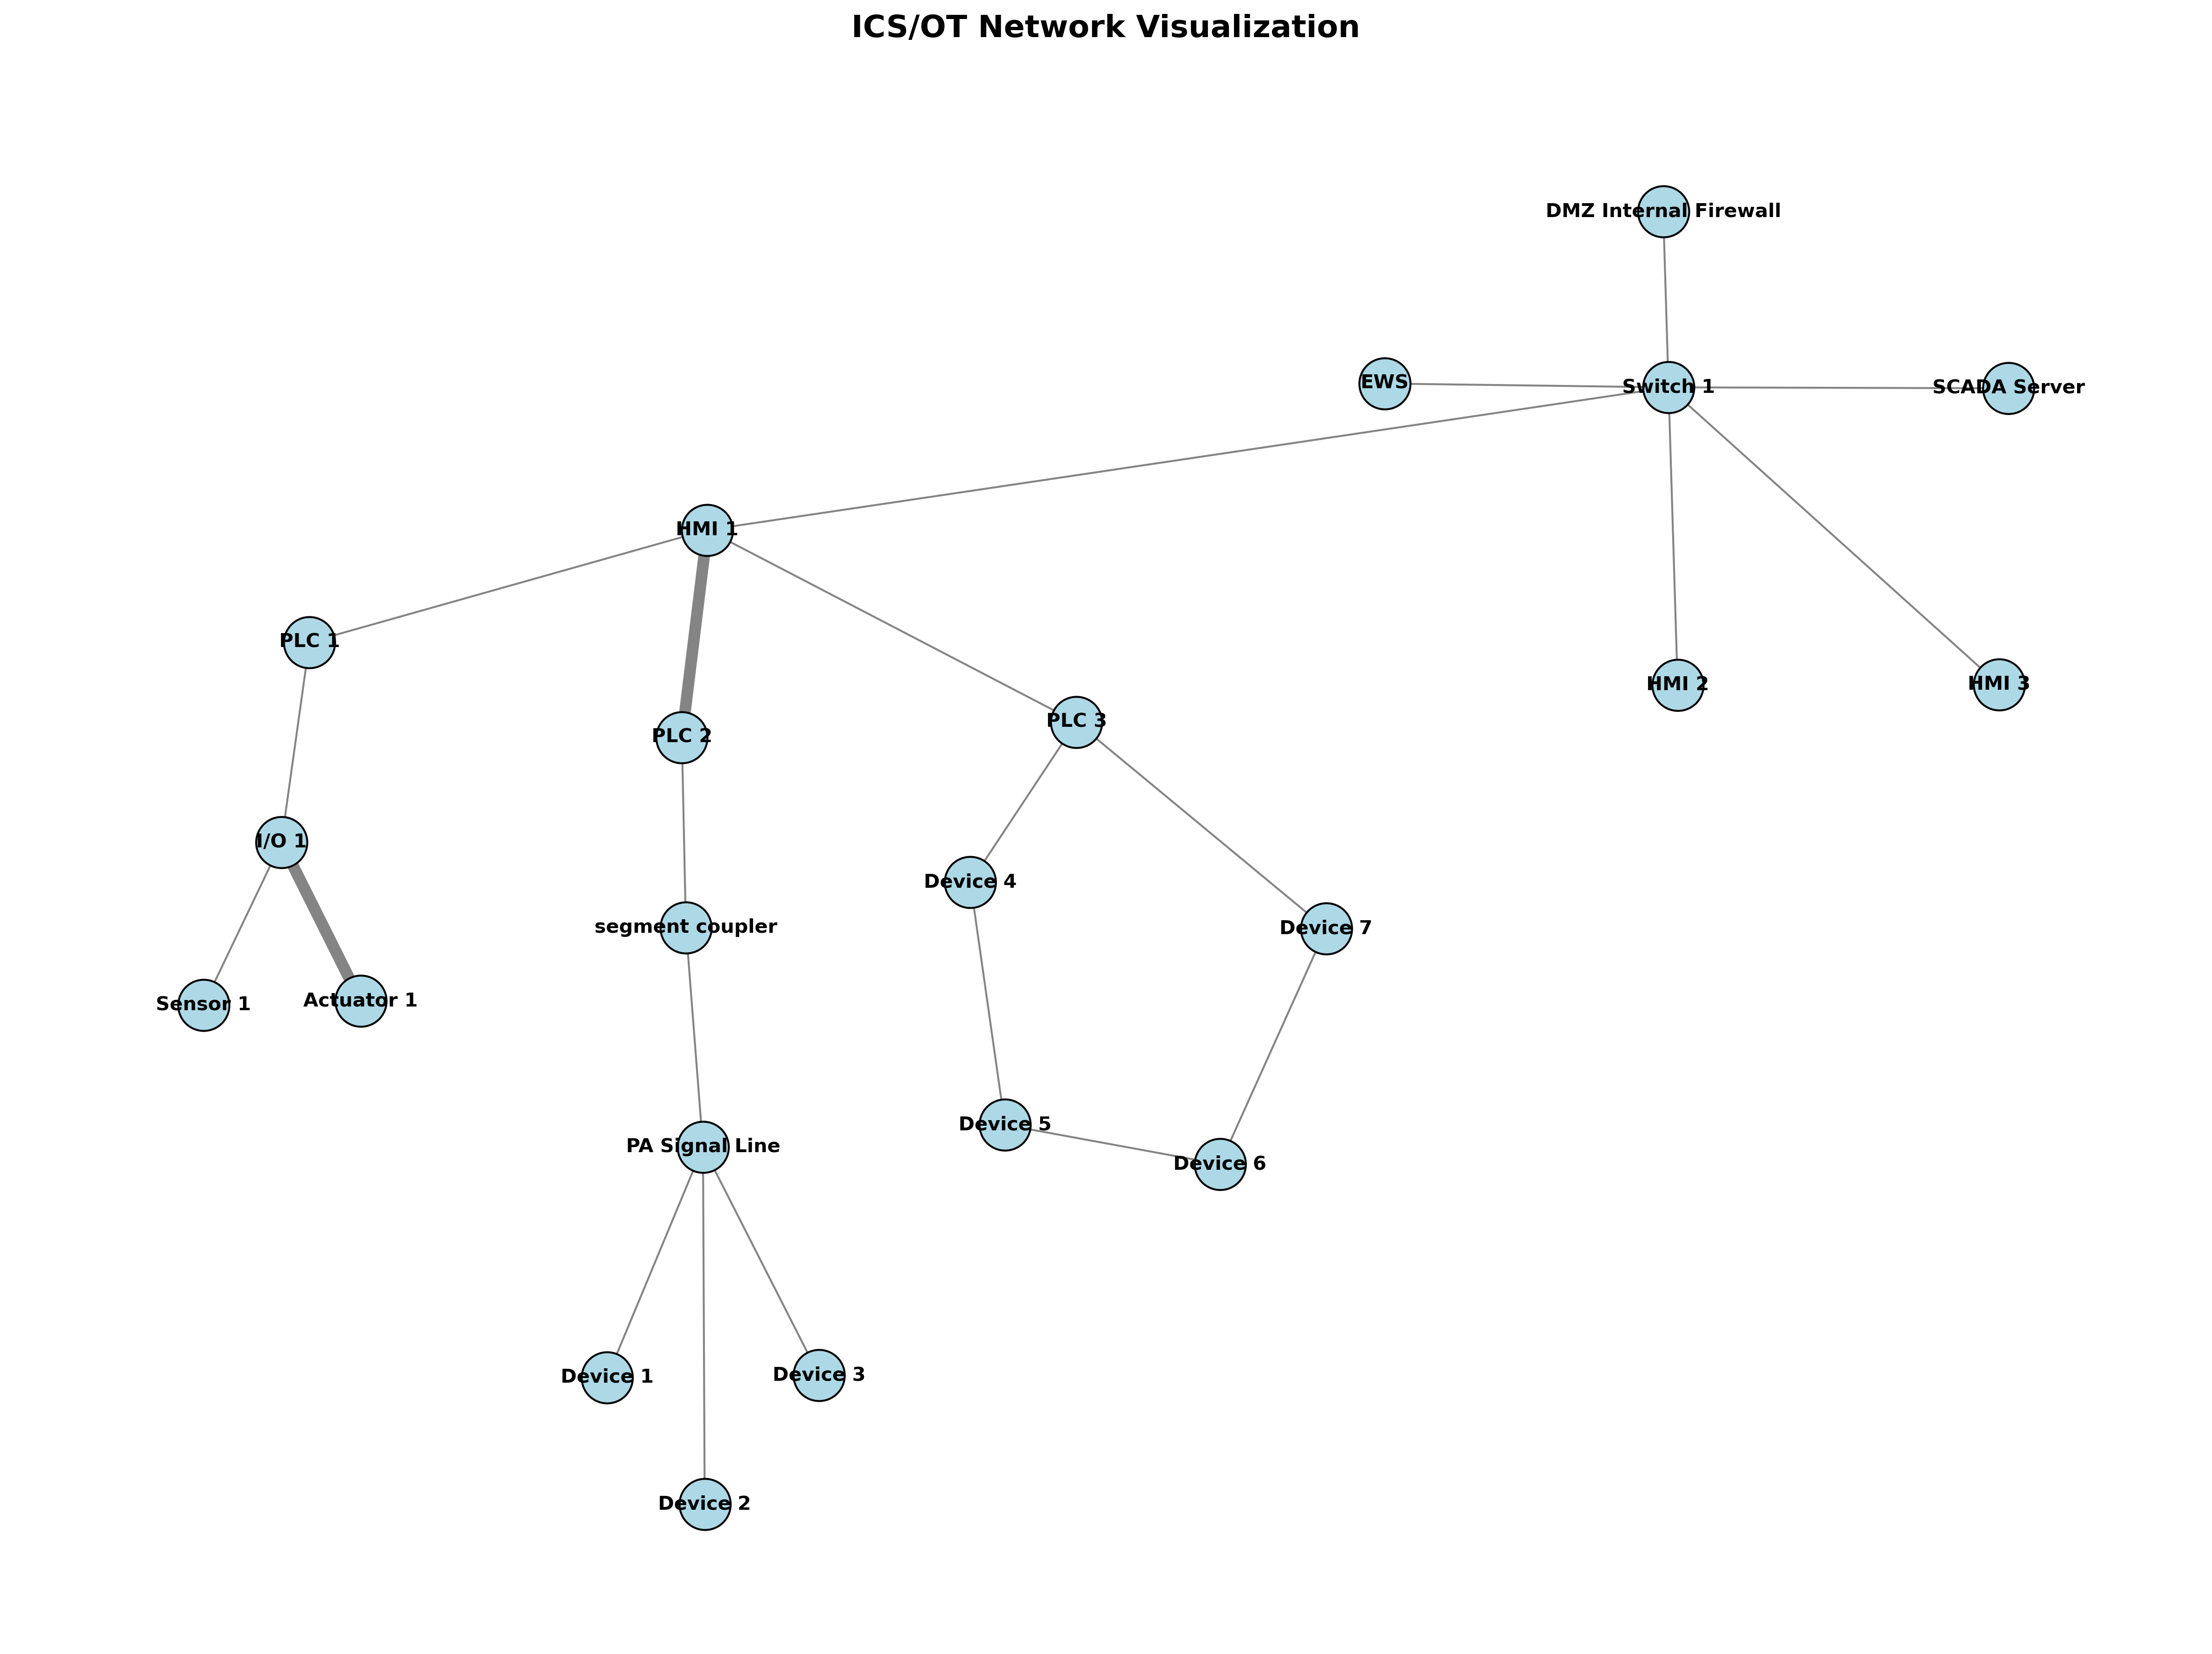 ICS/OT Network Visualization
DMZ Internal Firewall
EWS
Switch 1
SCADA Server
HMI 1
PLC 1
HMI 2
HMI 3
PLC 2
PLC 3
I/O 1
Device 4
segment coupler
Device 7
Sensor 1
Actuator 1
Device 5
PA Signal Line
Device 6
Device 1
Device 3
Device 2